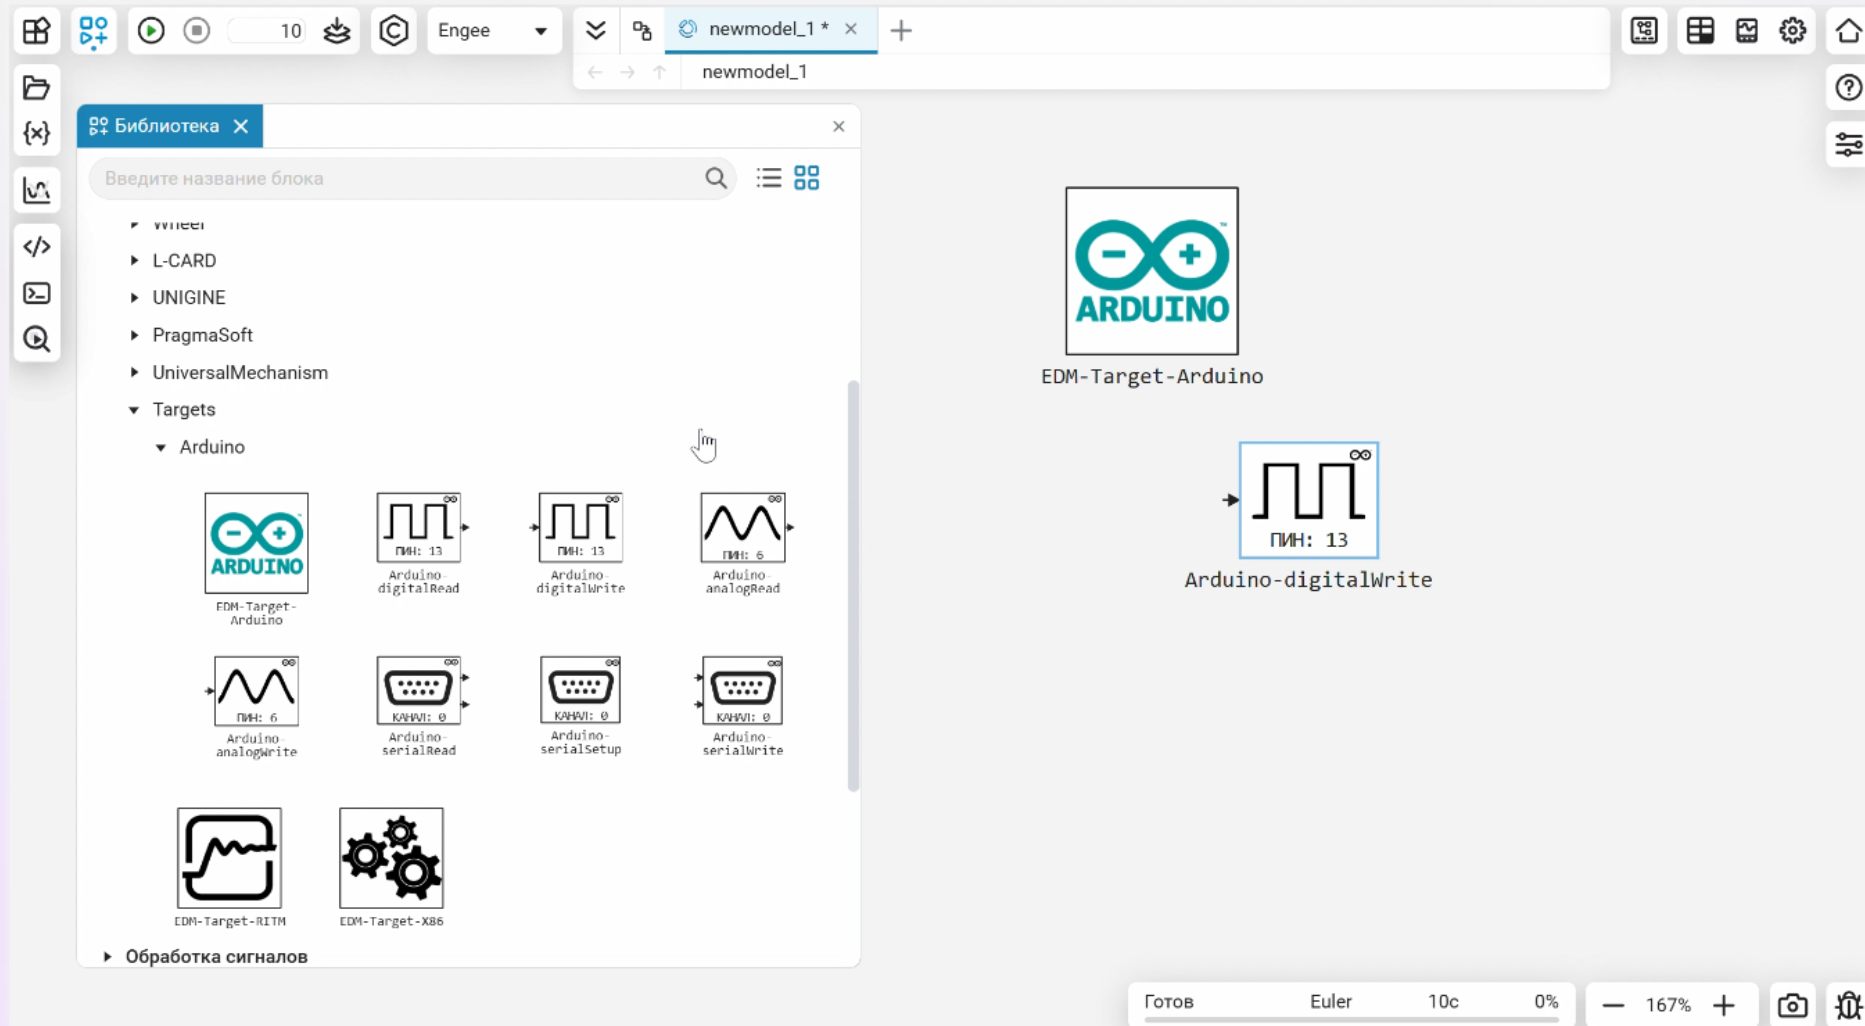 10
Engee
newmodel_1 *
newmodel_1
Библиотека
Введите название блока
Wheel
L-CARD
UNIGINE
PragmaSoft
UniversalMechanism
Targets
Arduino
ARDUINO
EDM-Target-
Arduino
ПИН: 13
Arduino-
digitalRead
ПИН: 13
Arduino-
digitalWrite
ПИН: 6
Arduino-
analogRead
ПИН: 6
Arduino-
analogWrite
КАНАЛ: 0
Arduino-
serialRead
КАНАЛ: 0
Arduino-
serialSetup
КАНАЛ: 0
Arduino-
serialWrite
EDM-Target-RITM
EDM-Target-X86
Обработка сигналов
ARDUINO
EDM-Target-Arduino
ПИН: 13
Arduino-digitalWrite
Готов
Euler
10с
0%
167%